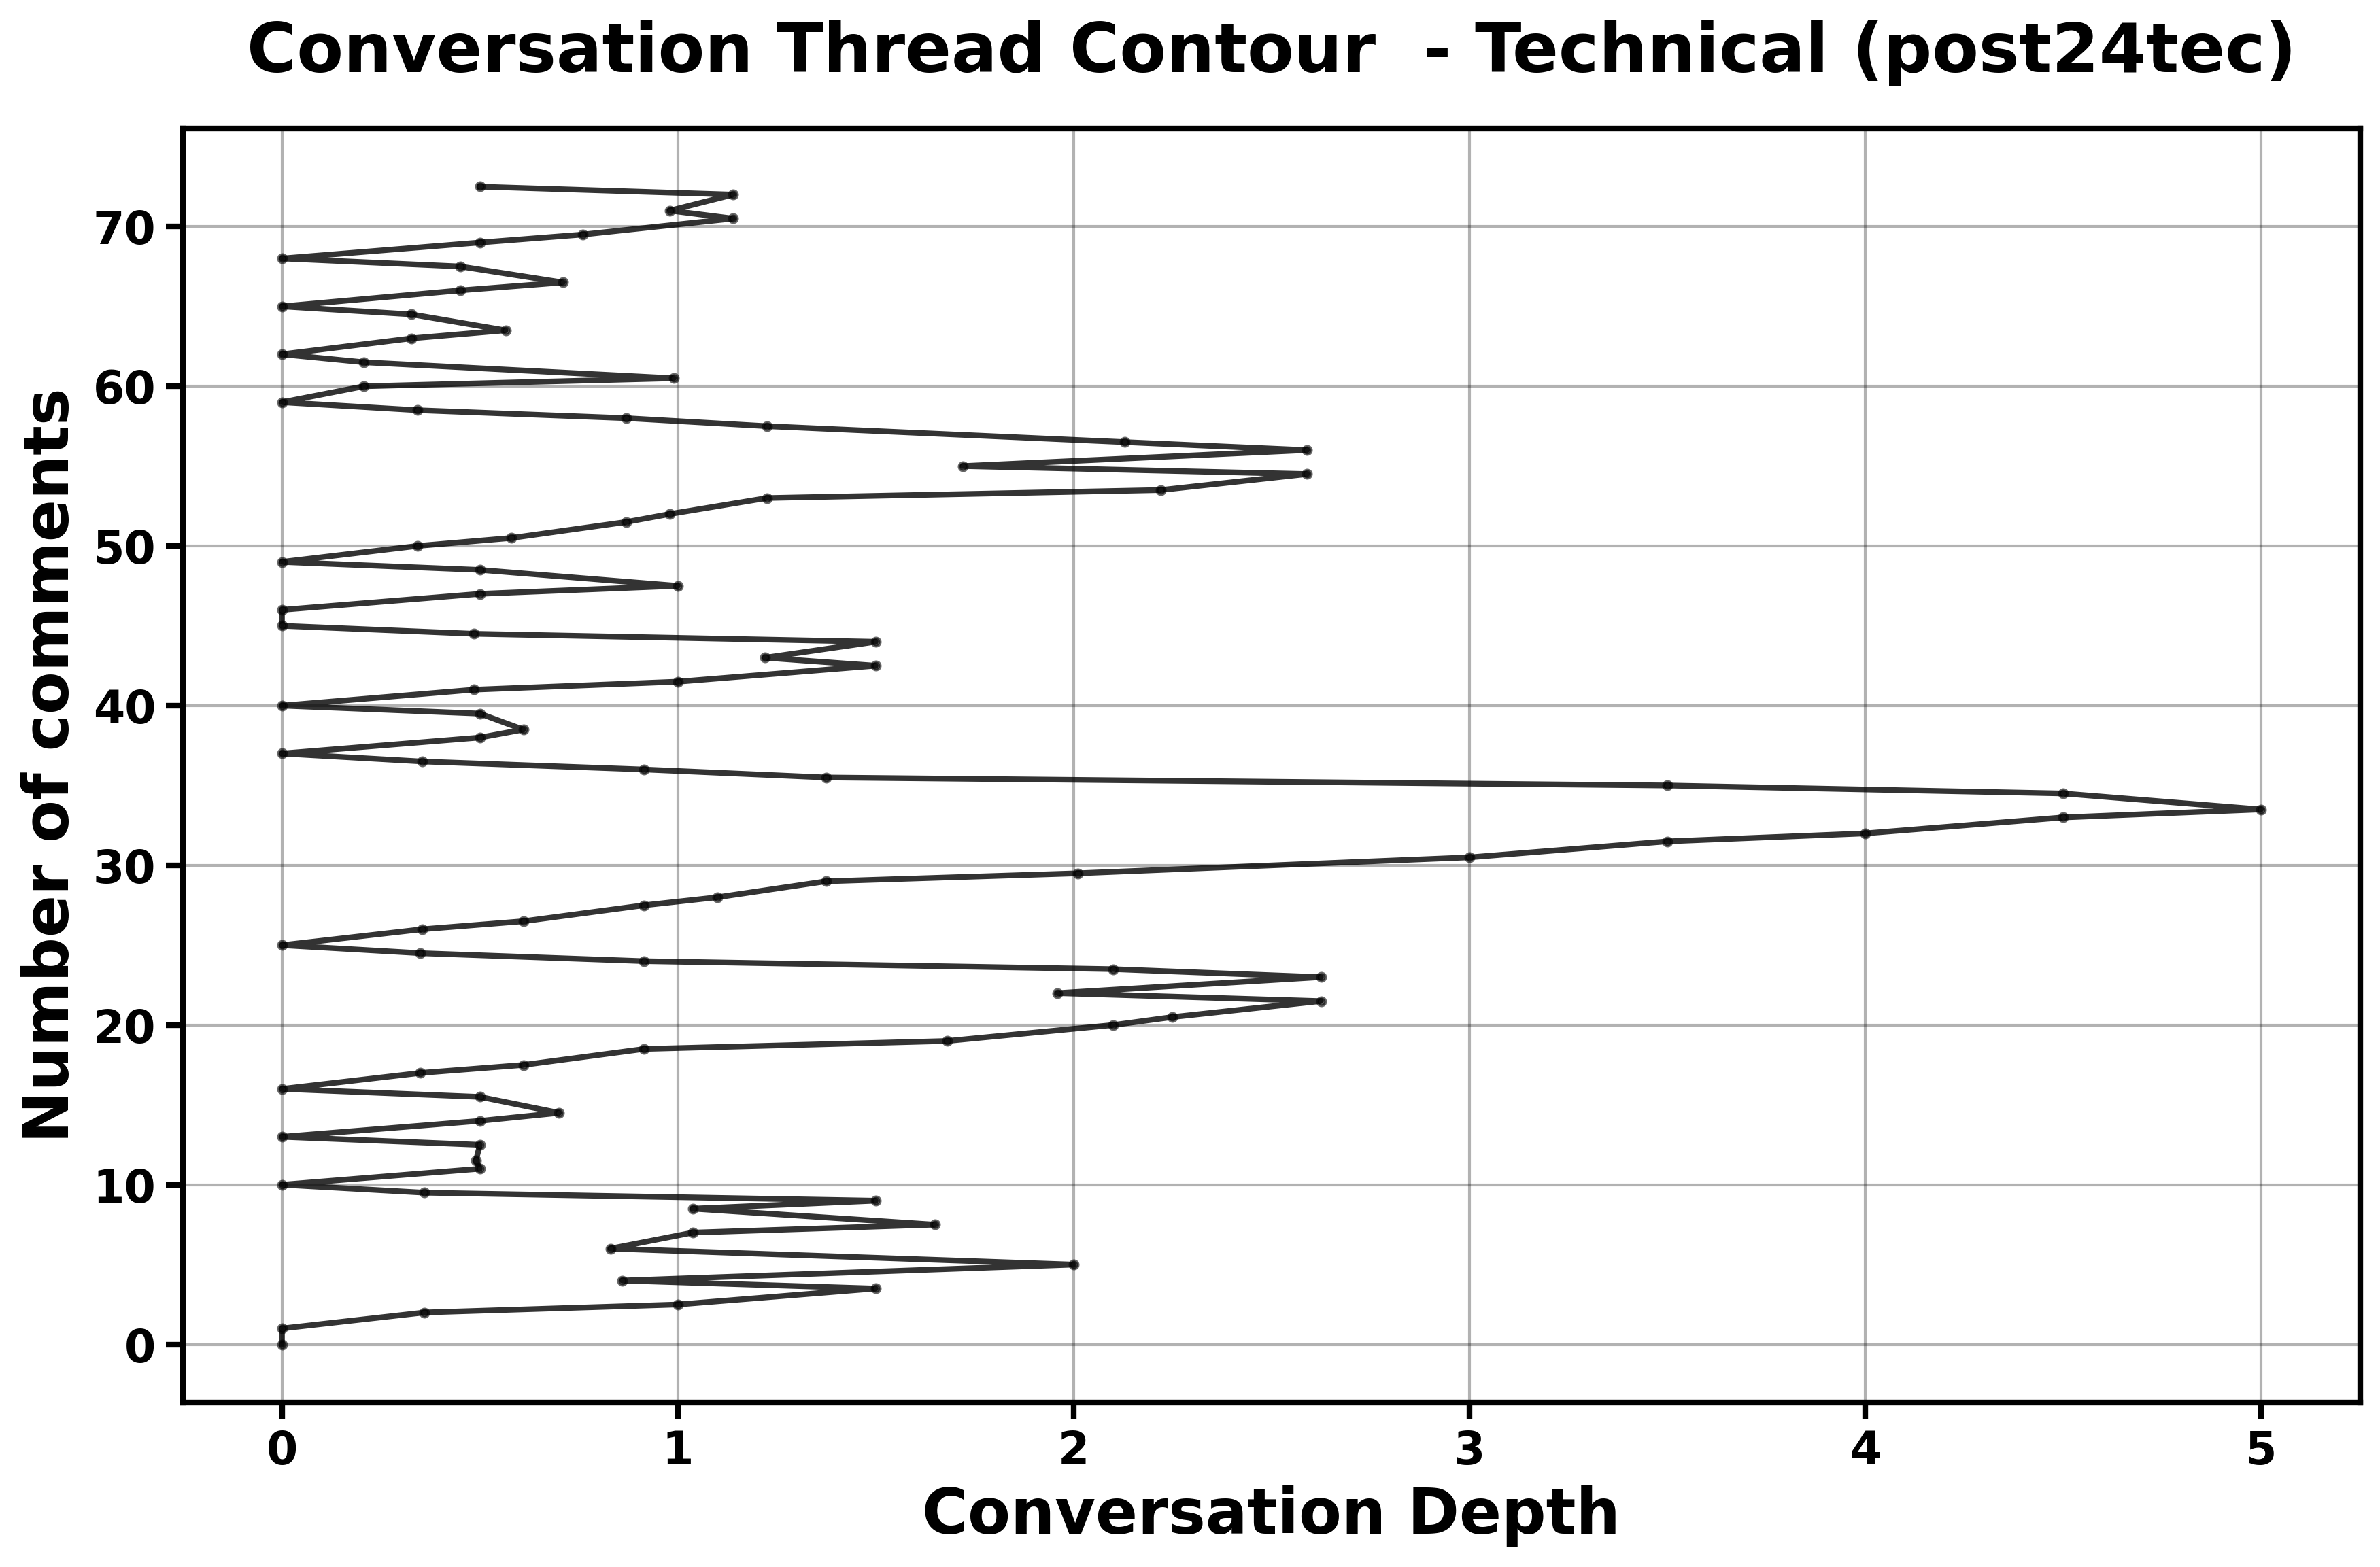 Conversation Thread Contour  - Technical (post24tec)
Number of comments
70
60
50
40
30
20
10
0
0 1 2 3 4 5
Conversation Depth